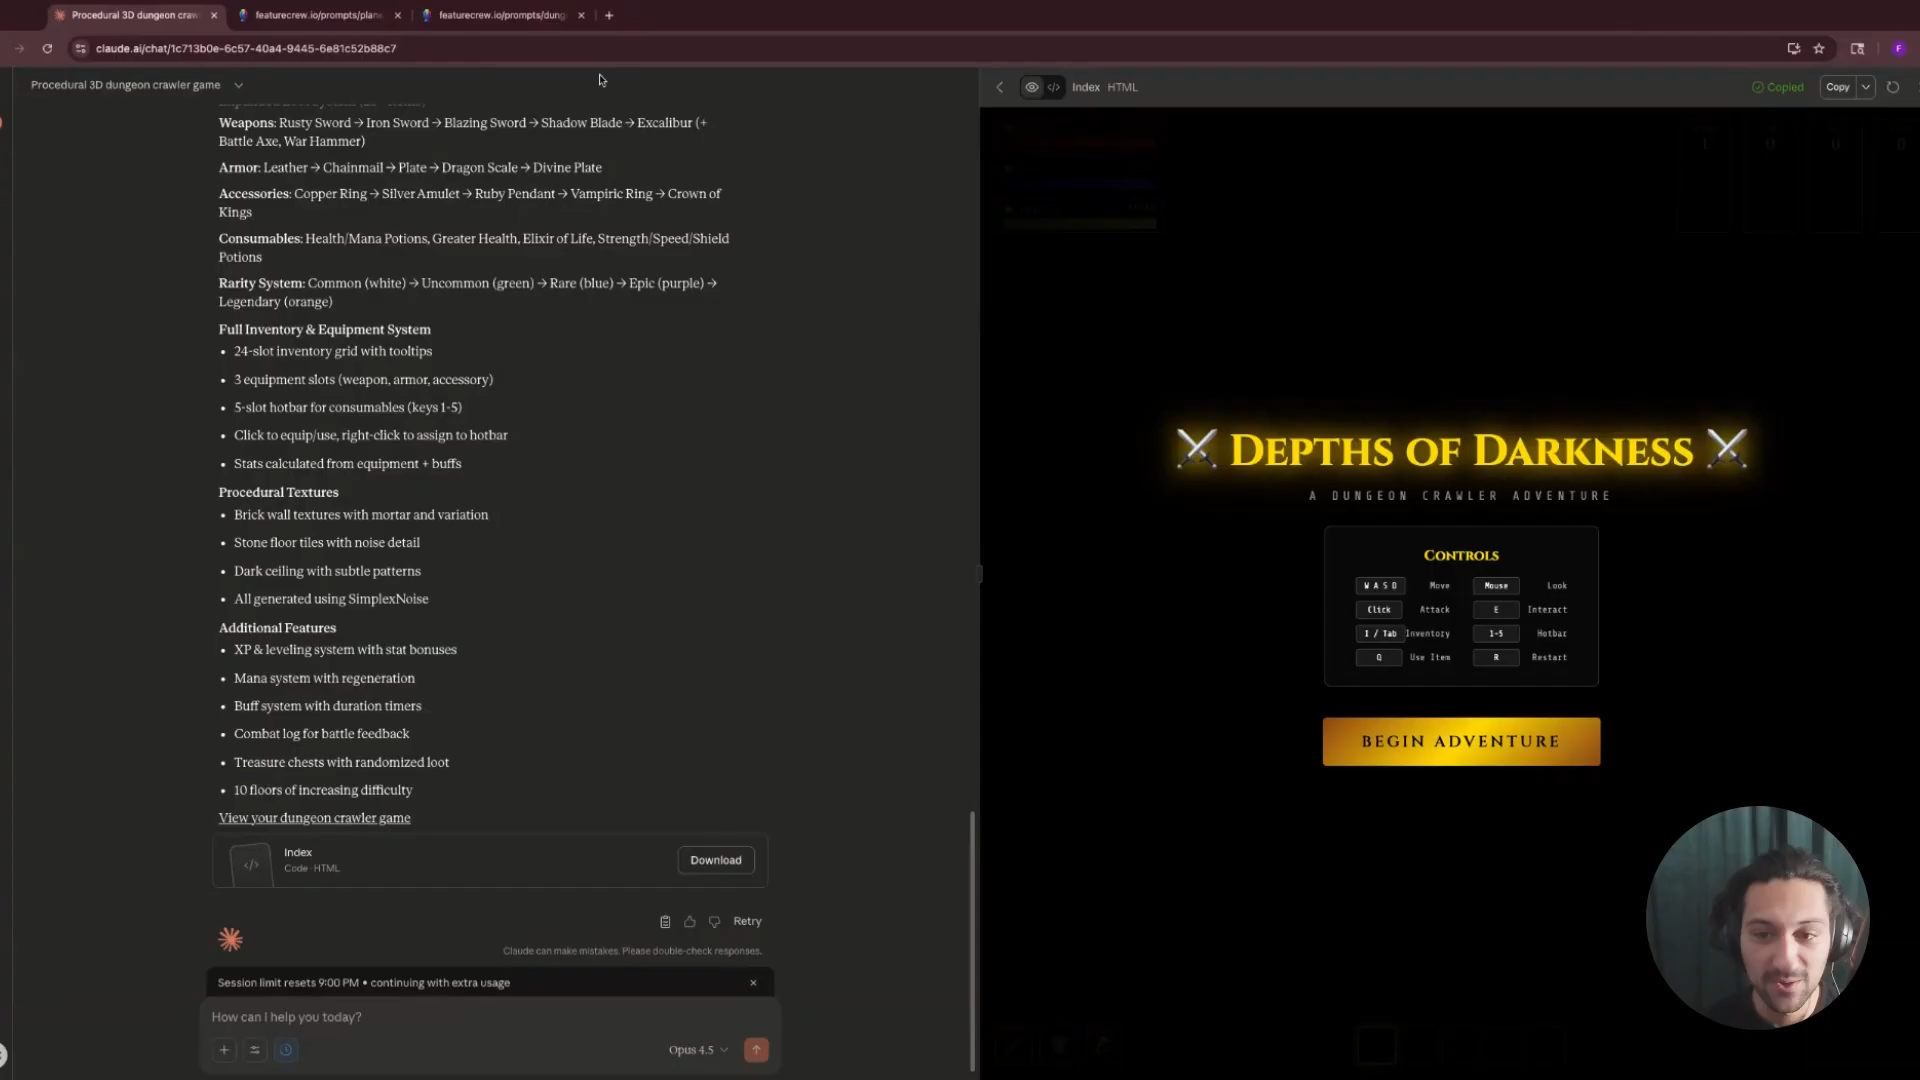 Procedural 3D dungeon craw
featurecrew.io/prompts/plane
featurecrew.io/prompts/dung
claude.ai/chat/1c713b0e-6c57-40a4-9445-6e81c52b88c7
F
Procedural 3D dungeon crawler game
Weapons: Rusty Sword → Iron Sword → Blazing Sword → Shadow Blade → Excalibur (+
Battle Axe, War Hammer)
Armor: Leather → Chainmail → Plate → Dragon Scale → Divine Plate
Accessories: Copper Ring → Silver Amulet → Ruby Pendant → Vampiric Ring → Crown of
Kings
Consumables: Health/Mana Potions, Greater Health, Elixir of Life, Strength/Speed/Shield
Potions
Rarity System: Common (white) → Uncommon (green) → Rare (blue) → Epic (purple) →
Legendary (orange)
Full Inventory & Equipment System
• 24-slot inventory grid with tooltips
• 3 equipment slots (weapon, armor, accessory)
• 5-slot hotbar for consumables (keys 1-5)
• Click to equip/use, right-click to assign to hotbar
• Stats calculated from equipment + buffs
Procedural Textures
• Brick wall textures with mortar and variation
• Stone floor tiles with noise detail
• Dark ceiling with subtle patterns
• All generated using SimplexNoise
Additional Features
• XP & leveling system with stat bonuses
• Mana system with regeneration
• Buff system with duration timers
• Combat log for battle feedback
• Treasure chests with randomized loot
• 10 floors of increasing difficulty
View your dungeon crawler game
Index
Code · HTML
Download
Retry
Claude can make mistakes. Please double-check responses.
Session limit resets 9:00 PM • continuing with extra usage
How can I help you today?
Opus 4.5
Index HTML
Copied
Copy
1 0 0 0
Depths of Darkness
A DUNGEON CRAWLER ADVENTURE
Controls
W A S D Move Mouse Look
Click Attack E Interact
I / Tab Inventory 1-5 Hotbar
Q Use Item R Restart
BEGIN ADVENTURE